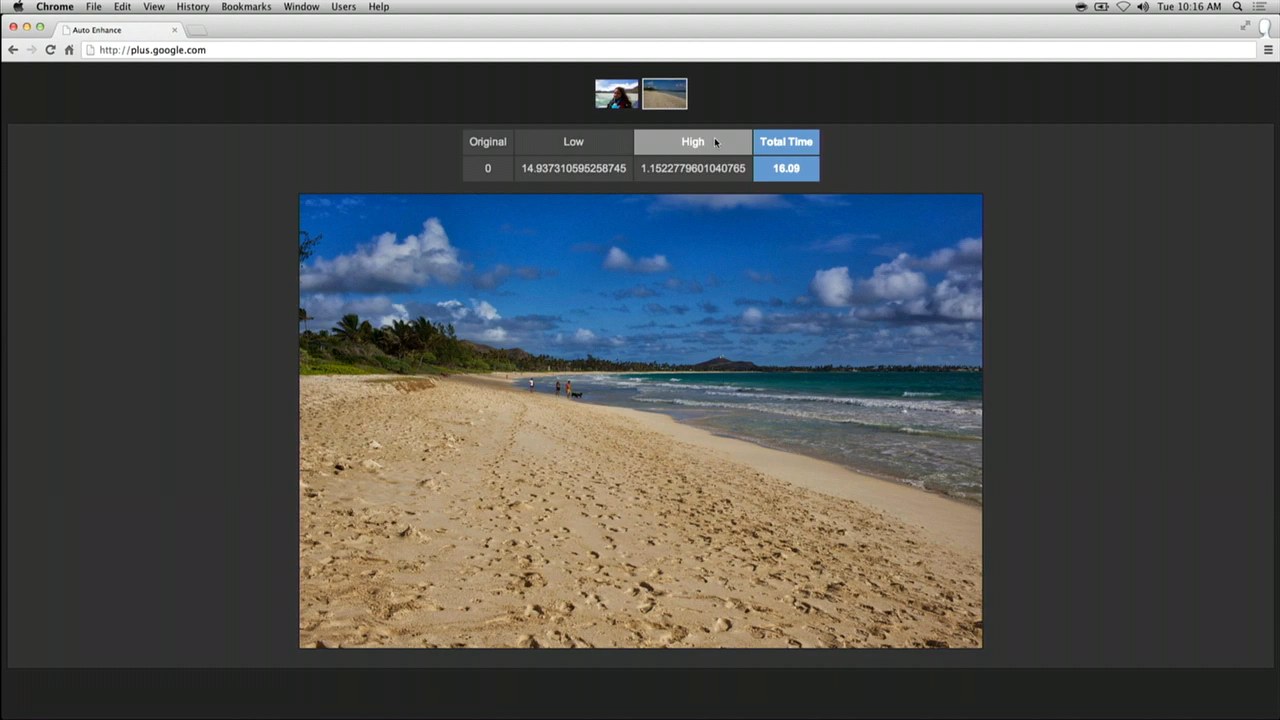 Chrome File Edit View History Bookmarks Window Users Help Tue 10:16 AM
Auto Enhance
http://plus.google.com
Original Low High Total Time
0 14.937310595258745 1.1522779601040765 16.09